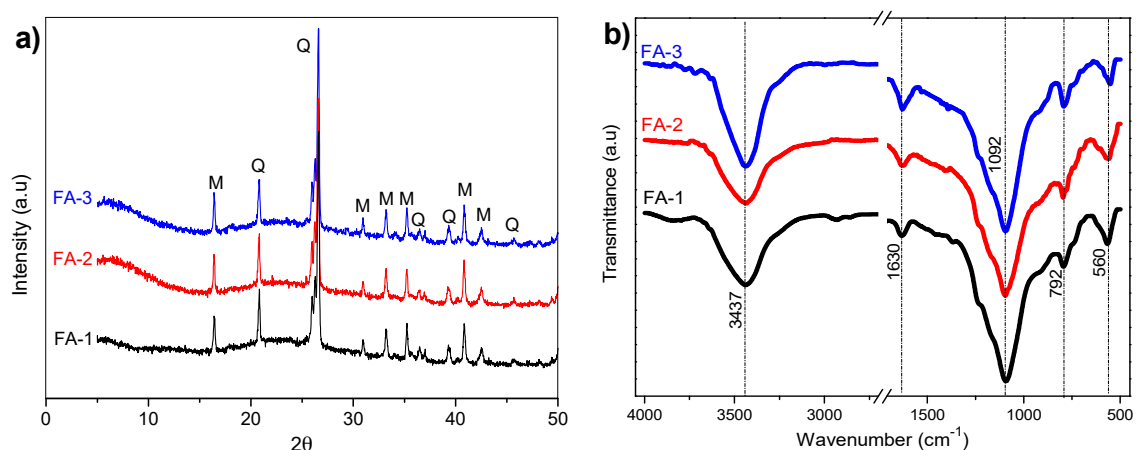 a)
Q
Q
M
M
M
M
Q
Q
M
M
Q
FA-3
FA-2
FA-1
Intensity (a.u)
0
10
20
30
40
50
2θ
b)
FA-3
FA-2
FA-1
3437
1630
1092
792
560
Transmittance (a.u)
4000
3500
3000
1500
1000
500
Wavenumber (cm⁻¹)